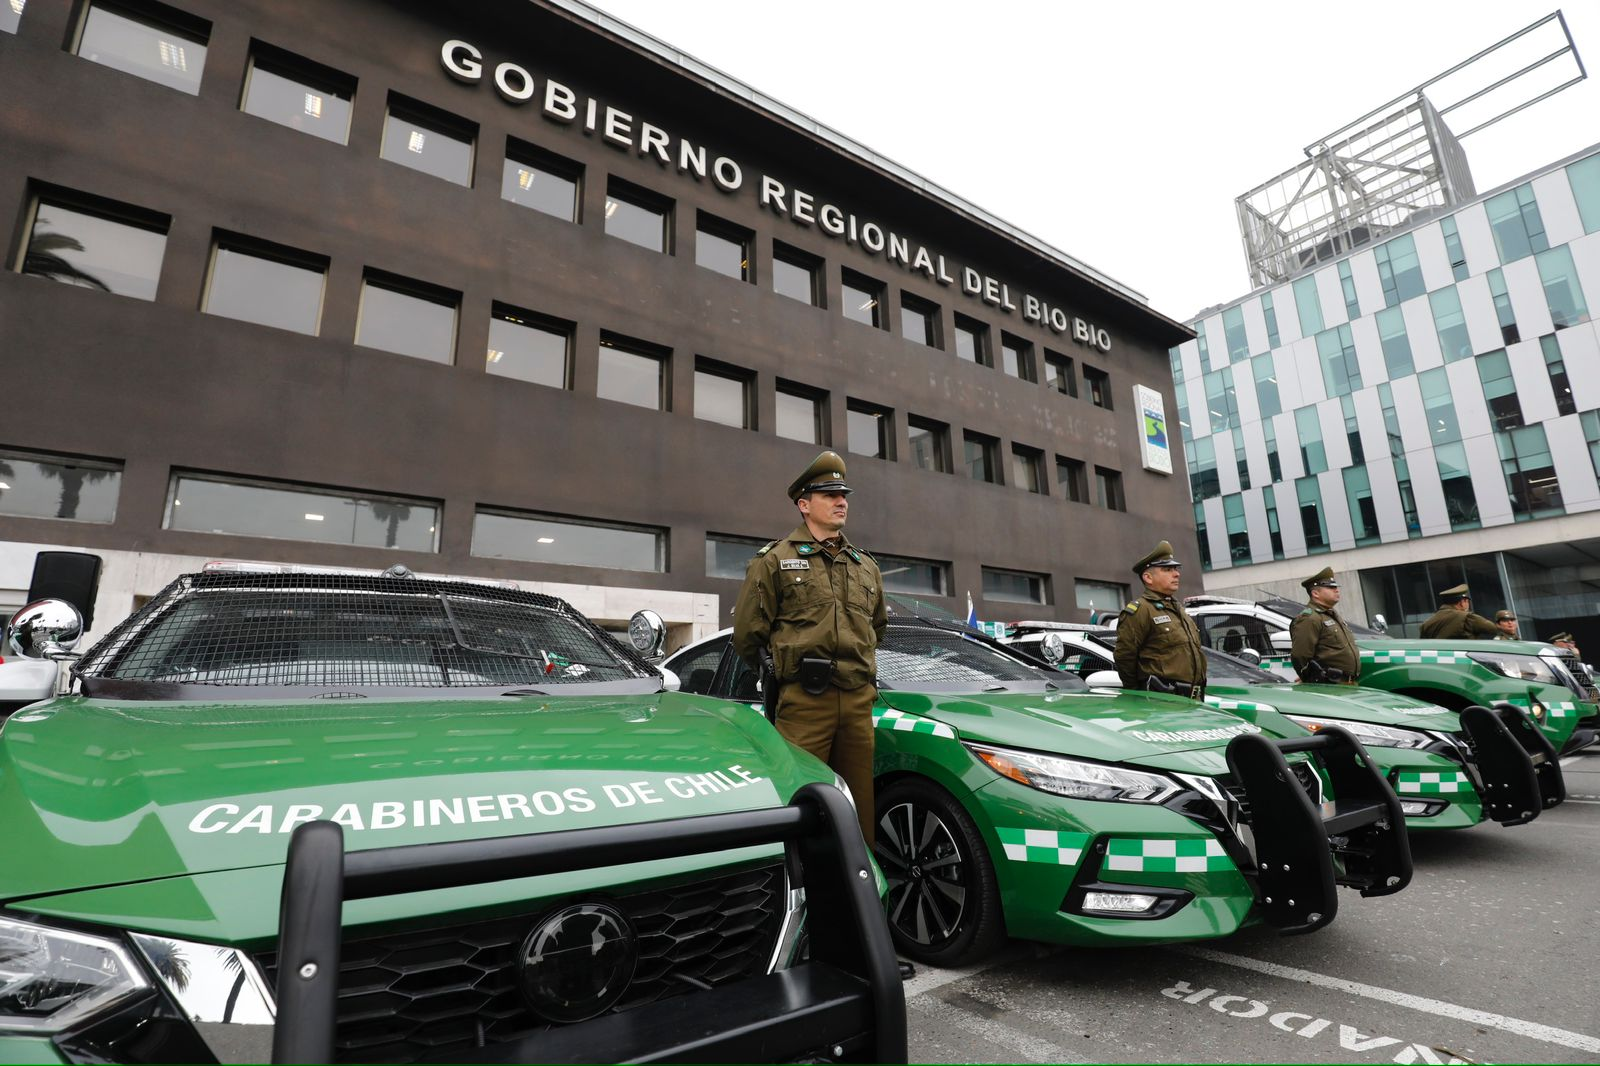 GOBIERNO REGIONAL DEL BIO BIO
CARABINEROS DE CHILE
CARABINEROS